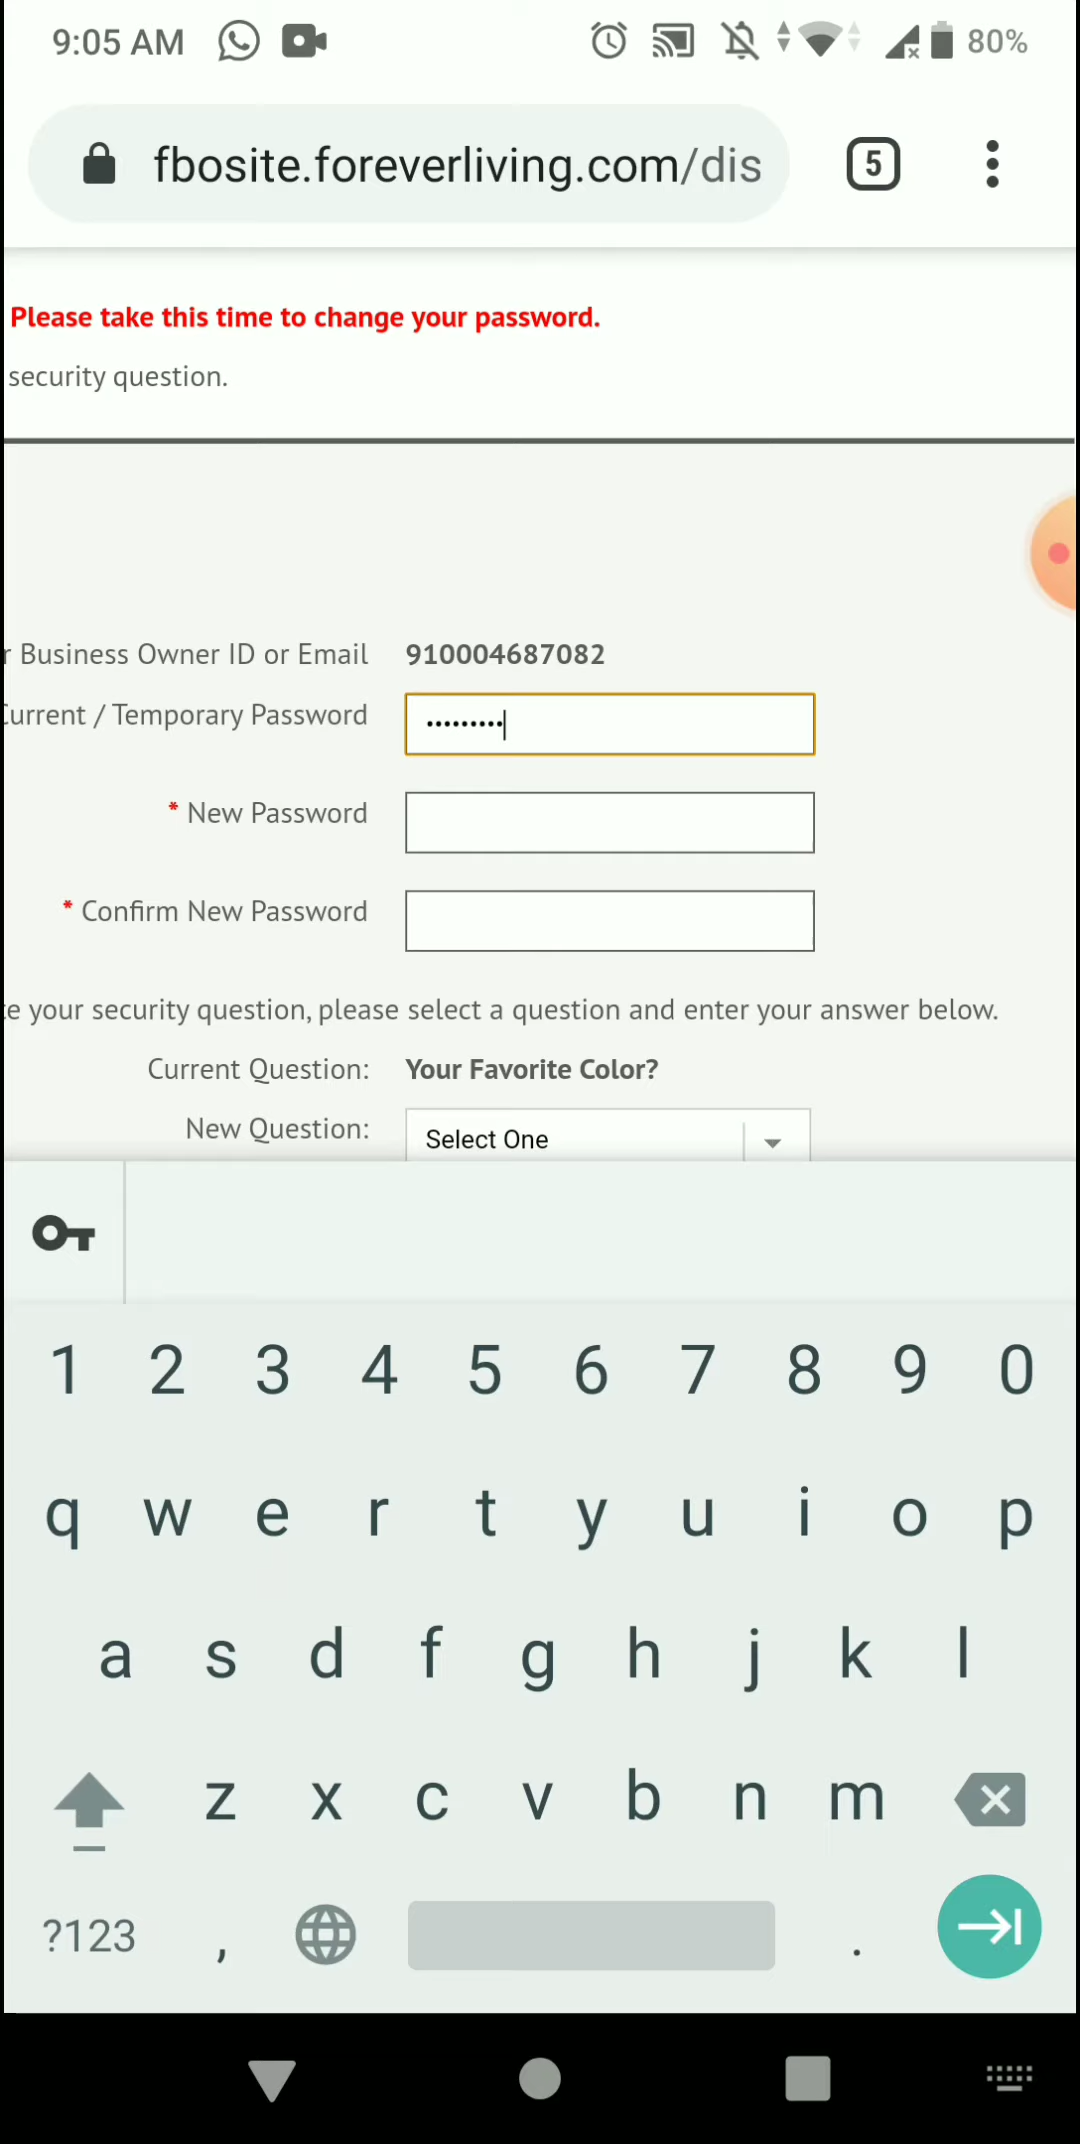 9:05 AM 80%
fbosite.foreverliving.com/dis 5
Please take this time to change your password.
security question.
r Business Owner ID or Email 910004687082
Current / Temporary Password •••••••••
* New Password
* Confirm New Password
te your security question, please select a question and enter your answer below.
Current Question: Your Favorite Color?
New Question: Select One
1 2 3 4 5 6 7 8 9 0
q w e r t y u i o p
a s d f g h j k l
z x c v b n m
?123 , .